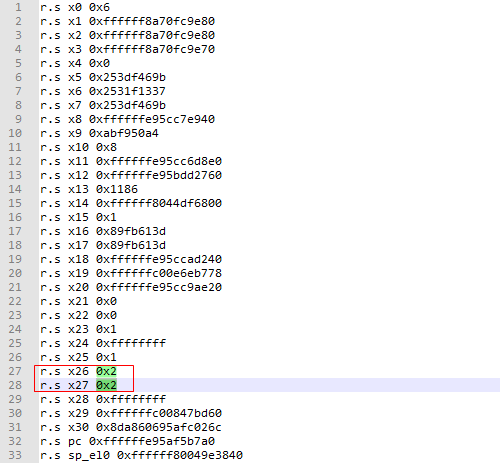 1 r.s x0 0x6
2 r.s x1 0xffffff8a70fc9e80
3 r.s x2 0xffffff8a70fc9e80
4 r.s x3 0xffffff8a70fc9e70
5 r.s x4 0x0
6 r.s x5 0x253df469b
7 r.s x6 0x2531f1337
8 r.s x7 0x253df469b
9 r.s x8 0xffffffe95cc7e940
10 r.s x9 0xabf950a4
11 r.s x10 0x8
12 r.s x11 0xffffffe95cc6d8e0
13 r.s x12 0xffffffe95bdd2760
14 r.s x13 0x1186
15 r.s x14 0xffffff8044df6800
16 r.s x15 0x1
17 r.s x16 0x89fb613d
18 r.s x17 0x89fb613d
19 r.s x18 0xffffffe95ccad240
20 r.s x19 0xffffffc00e6eb778
21 r.s x20 0xffffffe95cc9ae20
22 r.s x21 0x0
23 r.s x22 0x0
24 r.s x23 0x1
25 r.s x24 0xffffffff
26 r.s x25 0x1
27 r.s x26 0x2
28 r.s x27 0x2
29 r.s x28 0xffffffff
30 r.s x29 0xffffffc00847bd60
31 r.s x30 0x8da860695afc026c
32 r.s pc 0xffffffe95af5b7a0
33 r.s sp_el0 0xffffff80049e3840